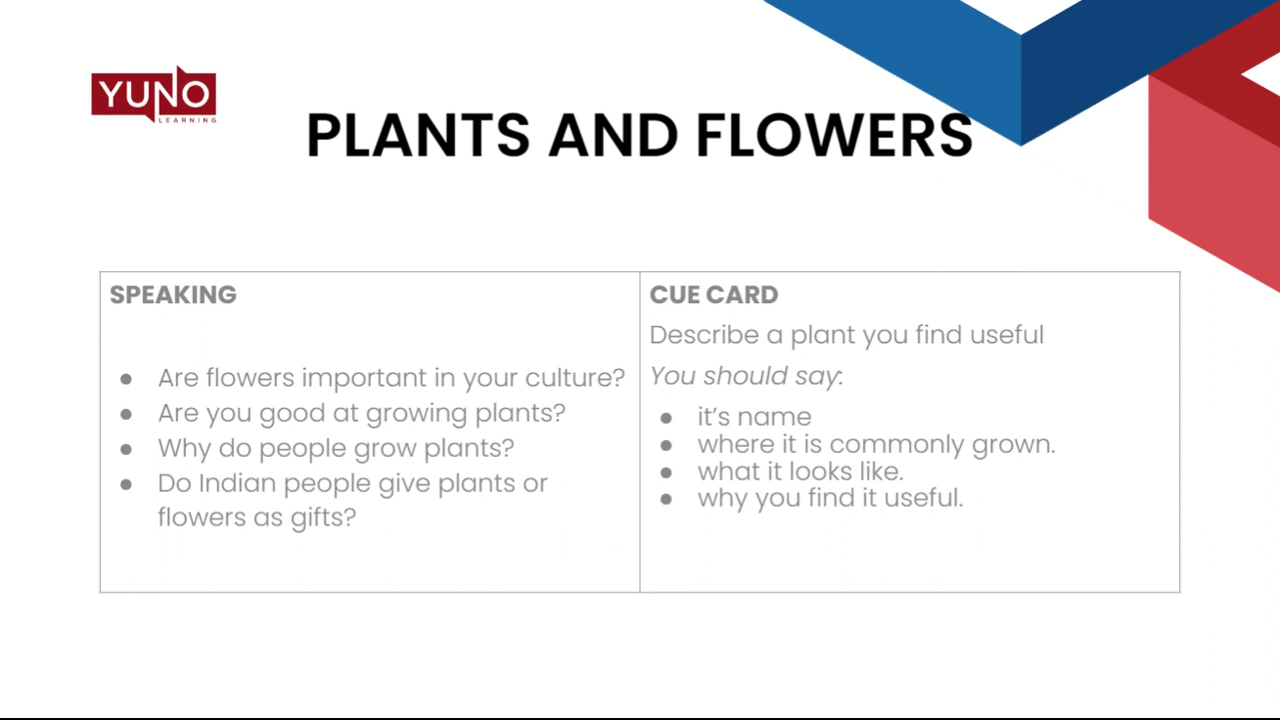 YUNO
LEARNING
PLANTS AND FLOWERS
SPEAKING
● Are flowers important in your culture?
● Are you good at growing plants?
● Why do people grow plants?
● Do Indian people give plants or
flowers as gifts?
CUE CARD
Describe a plant you find useful
You should say:
● it’s name
● where it is commonly grown.
● what it looks like.
● why you find it useful.